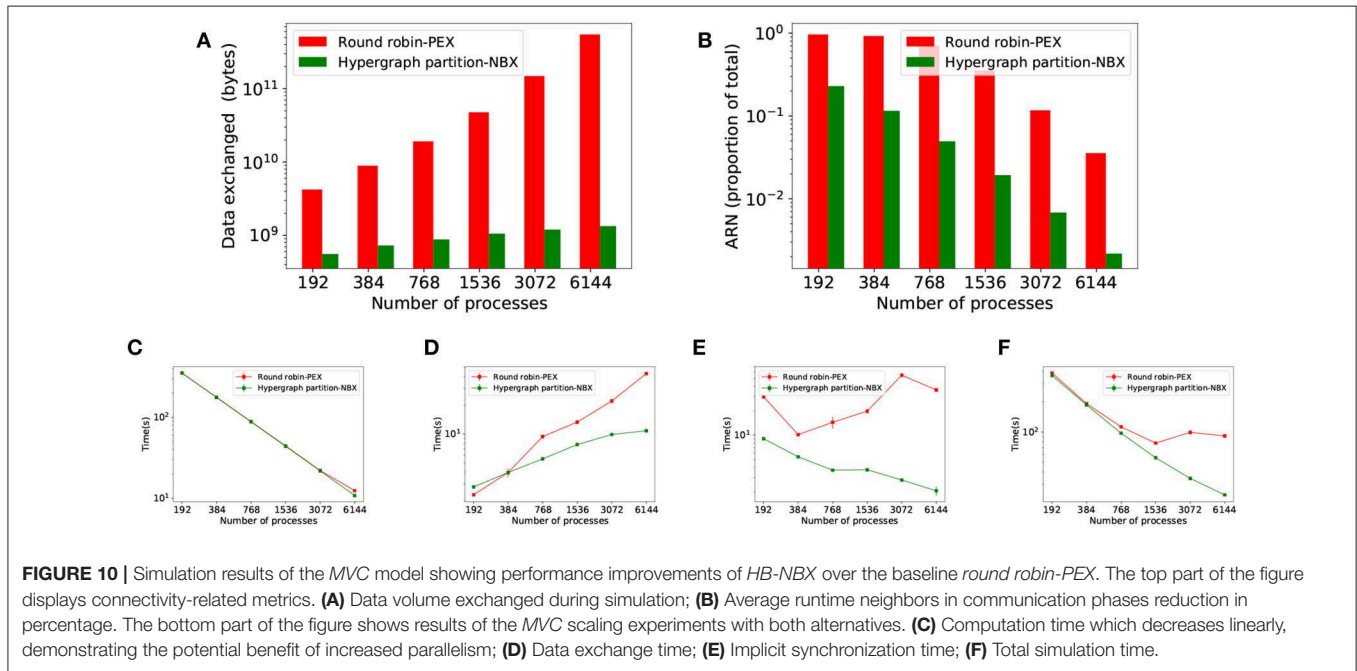 A
Round robin-PEX
Hypergraph partition-NBX
Data exchanged (bytes)
10^11
10^10
10^9
192 384 768 1536 3072 6144
Number of processes
B
Round robin-PEX
Hypergraph partition-NBX
ARN (proportion of total)
10^0
10^-1
10^-2
192 384 768 1536 3072 6144
Number of processes
C
Round robin-PEX
Hypergraph partition-NBX
Time(s)
10^2
10^1
192 384 768 1536 3072 6144
Number of processes
D
Round robin-PEX
Hypergraph partition-NBX
Time(s)
10^1
192 384 768 1536 3072 6144
Number of processes
E
Round robin-PEX
Hypergraph partition-NBX
Time(s)
10^1
192 384 768 1536 3072 6144
Number of processes
F
Round robin-PEX
Hypergraph partition-NBX
Time(s)
10^2
192 384 768 1536 3072 6144
Number of processes
FIGURE 10 | Simulation results of the MVC model showing performance improvements of HB-NBX over the baseline round robin-PEX. The top part of the figure
displays connectivity-related metrics. (A) Data volume exchanged during simulation; (B) Average runtime neighbors in communication phases reduction in
percentage. The bottom part of the figure shows results of the MVC scaling experiments with both alternatives. (C) Computation time which decreases linearly,
demonstrating the potential benefit of increased parallelism; (D) Data exchange time; (E) Implicit synchronization time; (F) Total simulation time.